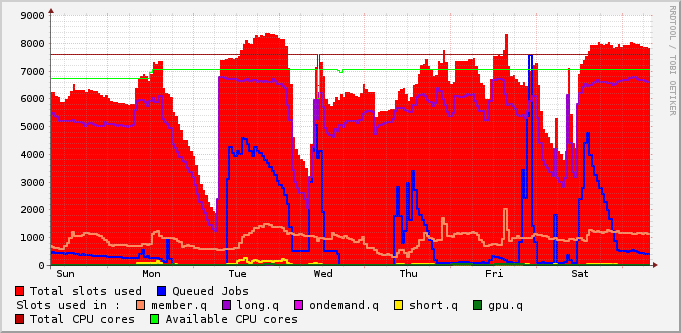 9000
8000
7000
6000
5000
4000
3000
2000
1000
0
Sun Mon Tue Wed Thu Fri Sat
RRDTOOL / TOBI OETIKER
Total slots used Queued Jobs
Slots used in : member.q long.q ondemand.q short.q gpu.q
Total CPU cores Available CPU cores